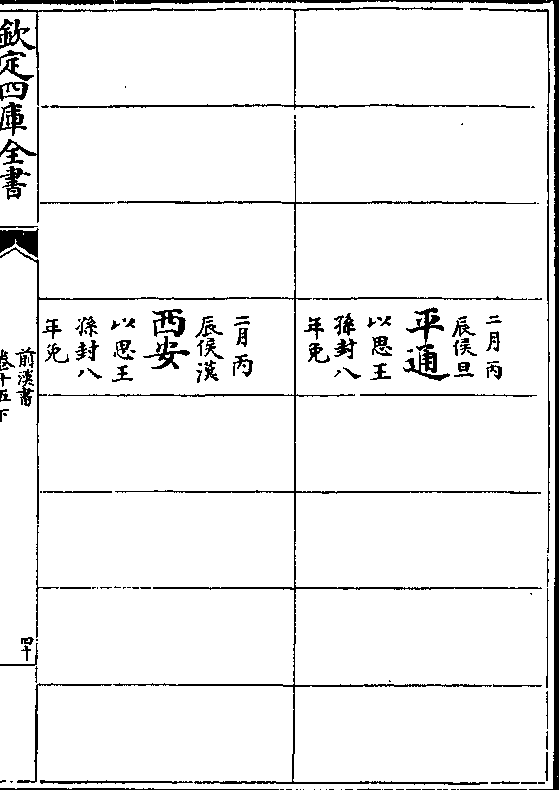 二月丙
辰侯旦
平通
以思王
孫封八
年免
二月丙
辰侯漢
西安
以思王
孫封八
年免
欽定四庫全書
前漢書
卷十五下
四十